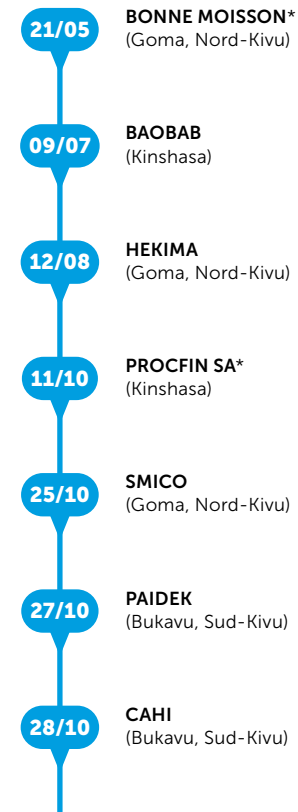 21/05
BONNE MOISSON*
(Goma, Nord-Kivu)
09/07
BAOBAB
(Kinshasa)
12/08
HEKIMA
(Goma, Nord-Kivu)
11/10
PROCFIN SA*
(Kinshasa)
25/10
SMICO
(Goma, Nord-Kivu)
27/10
PAIDEK
(Bukavu, Sud-Kivu)
28/10
CAHI
(Bukavu, Sud-Kivu)